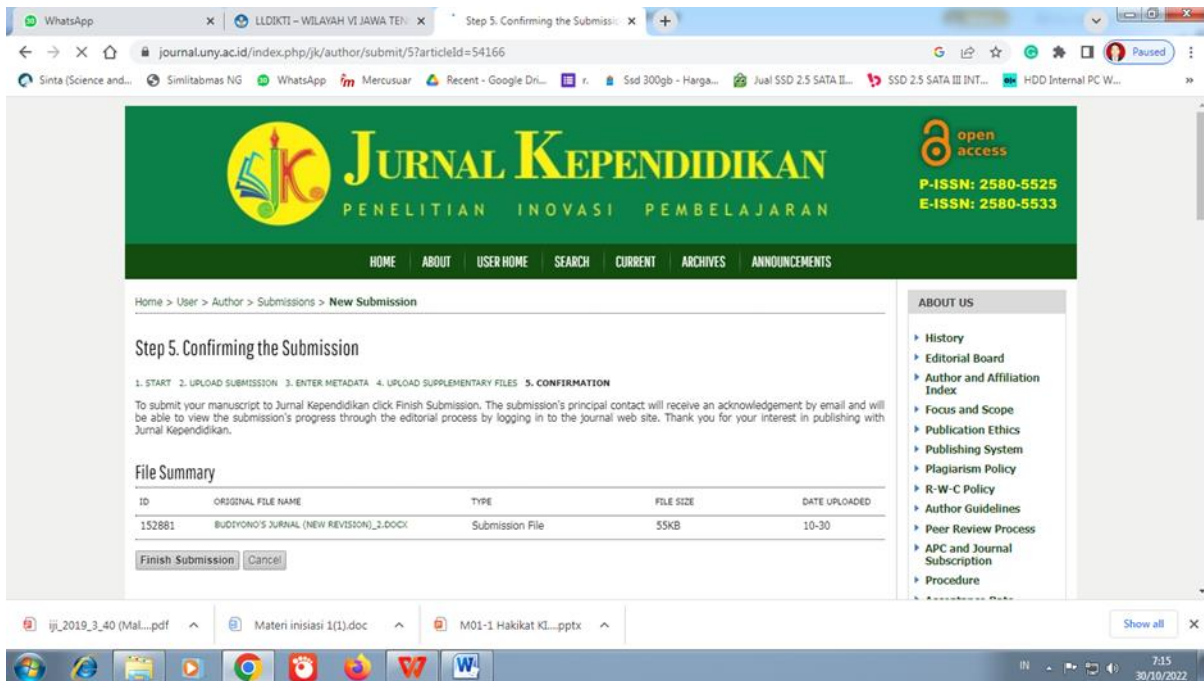 WhatsApp
LLDIKTI – WILAYAH VI JAWA TEN
Step 5. Confirming the Submissio
journal.uny.ac.id/index.php/jk/author/submit/5?articleId=54166
Paused
Sinta (Science and...
Simlitabmas NG
WhatsApp
Mercusuar
Recent - Google Dri...
r.
Ssd 300gb - Harga...
Jual SSD 2.5 SATA II...
SSD 2.5 SATA III INT...
HDD Internal PC W...
JURNAL KEPENDIDIKAN
PENELITIAN INOVASI PEMBELAJARAN
open
access
P-ISSN: 2580-5525
E-ISSN: 2580-5533
HOME ABOUT USER HOME SEARCH CURRENT ARCHIVES ANNOUNCEMENTS
Home > User > Author > Submissions > New Submission
Step 5. Confirming the Submission
1. START 2. UPLOAD SUBMISSION 3. ENTER METADATA 4. UPLOAD SUPPLEMENTARY FILES 5. CONFIRMATION
To submit your manuscript to Jurnal Kependidikan click Finish Submission. The submission's principal contact will receive an acknowledgement by email and will
be able to view the submission's progress through the editorial process by logging in to the journal web site. Thank you for your interest in publishing with
Jurnal Kependidikan.
File Summary
ID ORIGINAL FILE NAME TYPE FILE SIZE DATE UPLOADED
152881 BUDIYONO'S JURNAL (NEW REVISION)_2.DOCX Submission File 55KB 10-30
Finish Submission Cancel
ABOUT US
History
Editorial Board
Author and Affiliation
Index
Focus and Scope
Publication Ethics
Publishing System
Plagiarism Policy
R-W-C Policy
Author Guidelines
Peer Review Process
APC and Journal
Subscription
Procedure
iji_2019_3_40 (Mal....pdf
Materi inisiasi 1(1).doc
M01-1 Hakikat KI....pptx
Show all
IN
7:15
30/10/2022